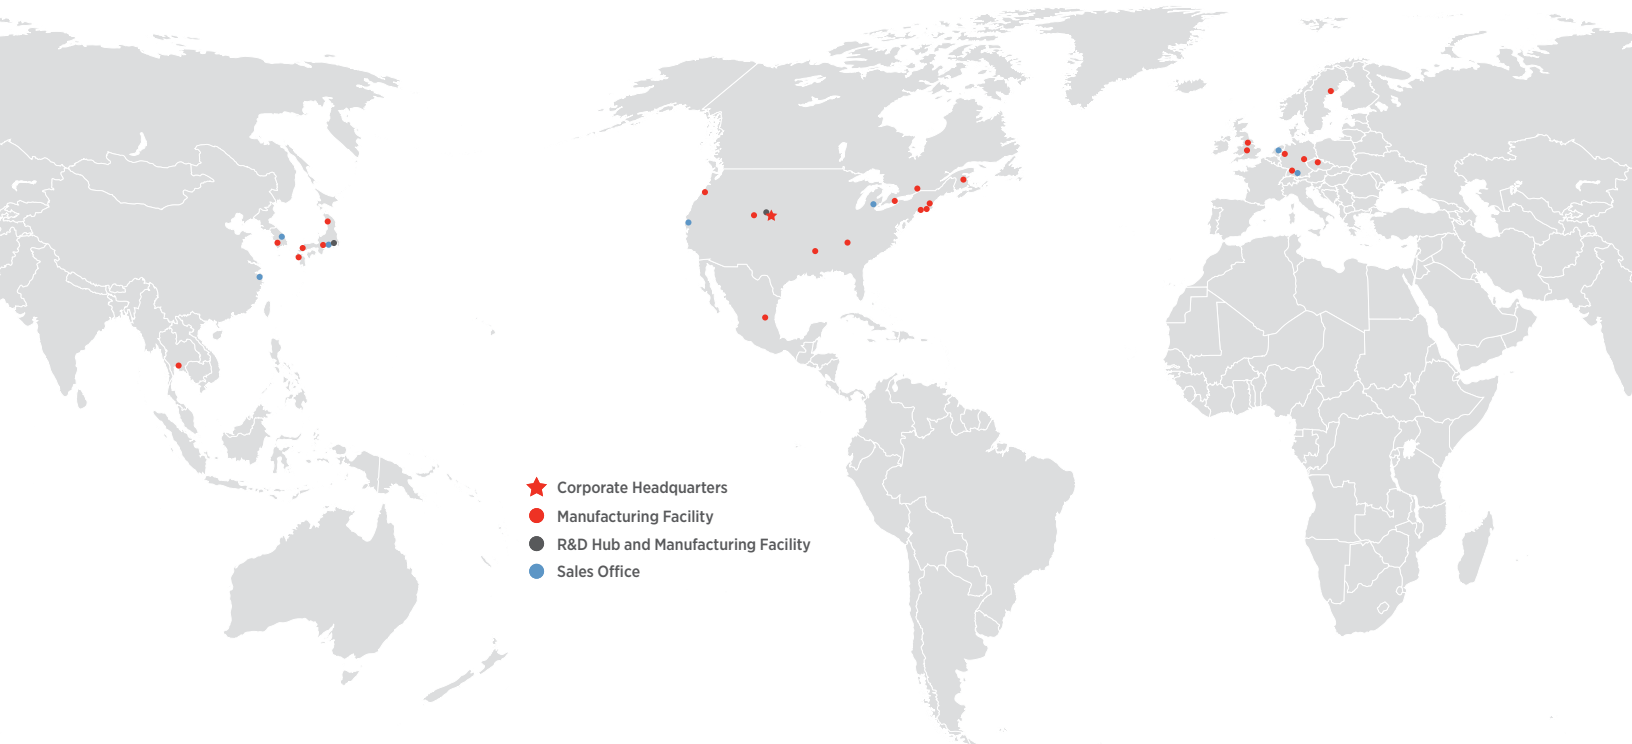 Corporate Headquarters
Manufacturing Facility
R&D Hub and Manufacturing Facility
Sales Office